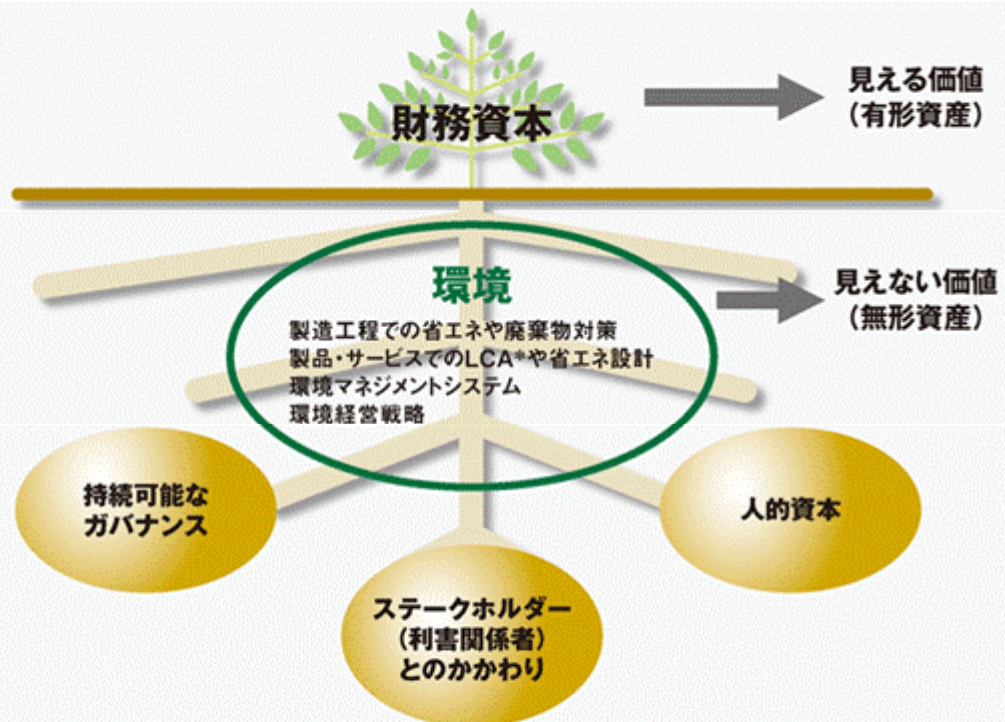 財務資本
見える価値
(有形資産)
環境
製造工程での省エネや廃棄物対策
製品・サービスでのLCA*や省エネ設計
環境マネジメントシステム
環境経営戦略
見えない価値
(無形資産)
持続可能な
ガバナンス
人的資本
ステークホルダー
(利害関係者)
とのかかわり